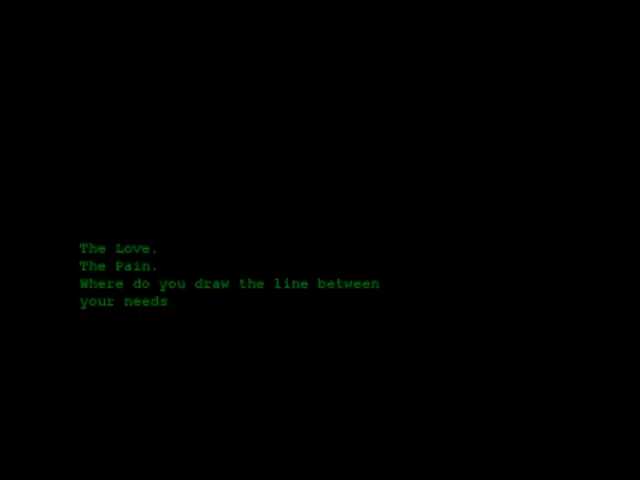 The Love.
The Pain.
Where do you draw the line between
your needs